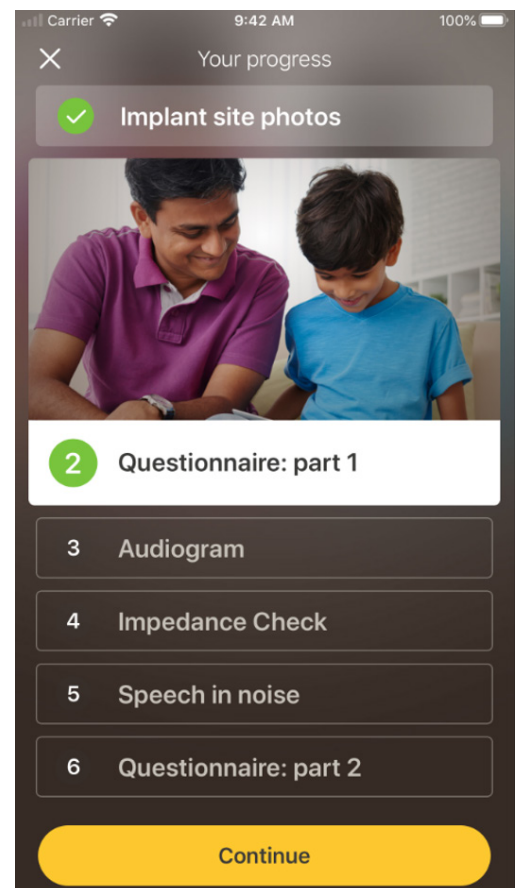 Carrier 9:42 AM 100%
Your progress
Implant site photos
2 Questionnaire: part 1
3 Audiogram
4 Impedance Check
5 Speech in noise
6 Questionnaire: part 2
Continue